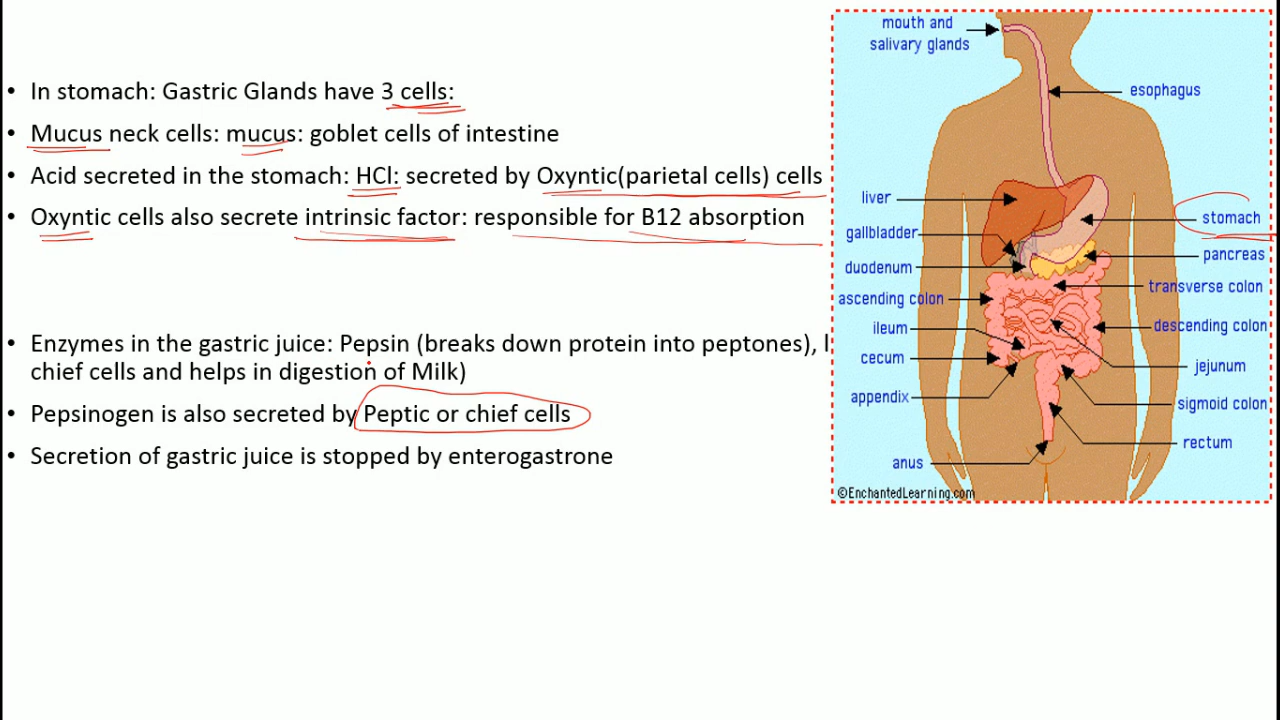 • In stomach: Gastric Glands have 3 cells:
• Mucus neck cells: mucus: goblet cells of intestine
• Acid secreted in the stomach: HCl: secreted by Oxyntic(parietal cells) cells
• Oxyntic cells also secrete intrinsic factor: responsible for B12 absorption
• Enzymes in the gastric juice: Pepsin (breaks down protein into peptones),
chief cells and helps in digestion of Milk)
• Pepsinogen is also secreted by Peptic or chief cells
• Secretion of gastric juice is stopped by enterogastrone
mouth and
salivary glands
esophagus
liver
stomach
gallbladder
pancreas
duodenum
transverse colon
ascending colon
descending colon
ileum
cecum
jejunum
appendix
sigmoid colon
rectum
anus
©EnchantedLearning.com